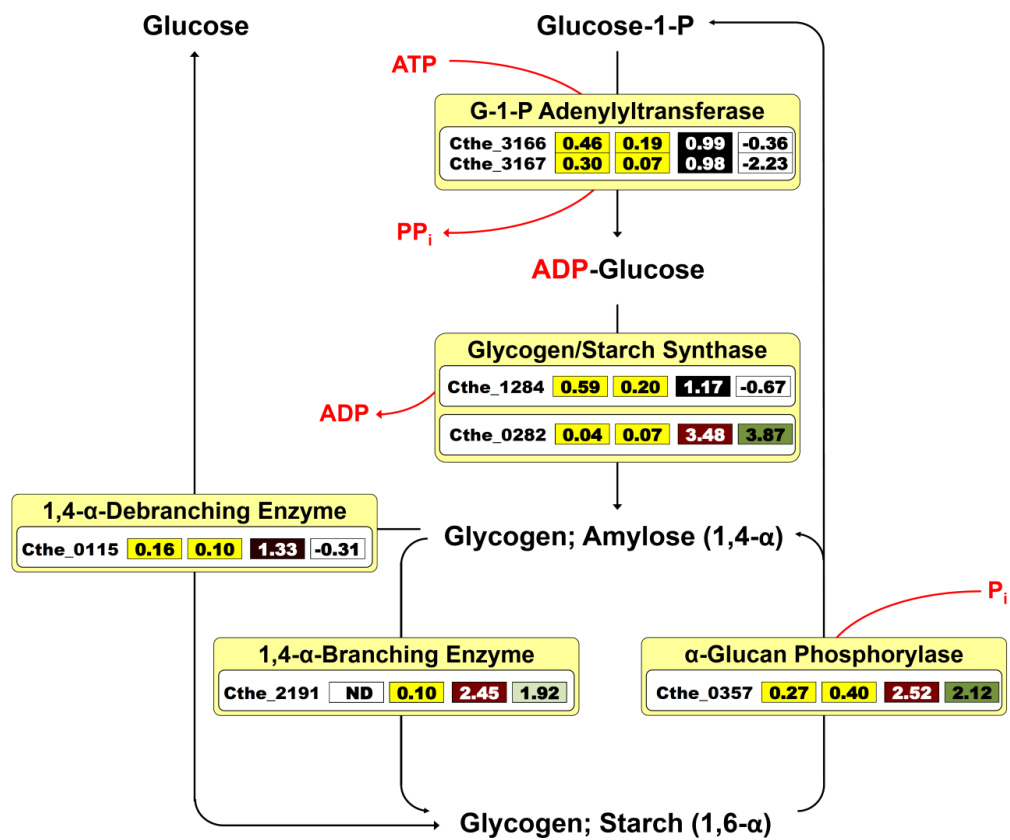 Glucose
Glucose-1-P
ATP
G-1-P Adenylyltransferase
Cthe_3166 0.46 0.19 0.99 -0.36
Cthe_3167 0.30 0.07 0.98 -2.23
PPi
ADP-Glucose
Glycogen/Starch Synthase
Cthe_1284 0.59 0.20 1.17 -0.67
ADP
Cthe_0282 0.04 0.07 3.48 3.87
1,4-α-Debranching Enzyme
Cthe_0115 0.16 0.10 1.33 -0.31
Glycogen; Amylose (1,4-α)
Pi
1,4-α-Branching Enzyme
Cthe_2191 ND 0.10 2.45 1.92
α-Glucan Phosphorylase
Cthe_0357 0.27 0.40 2.52 2.12
Glycogen; Starch (1,6-α)